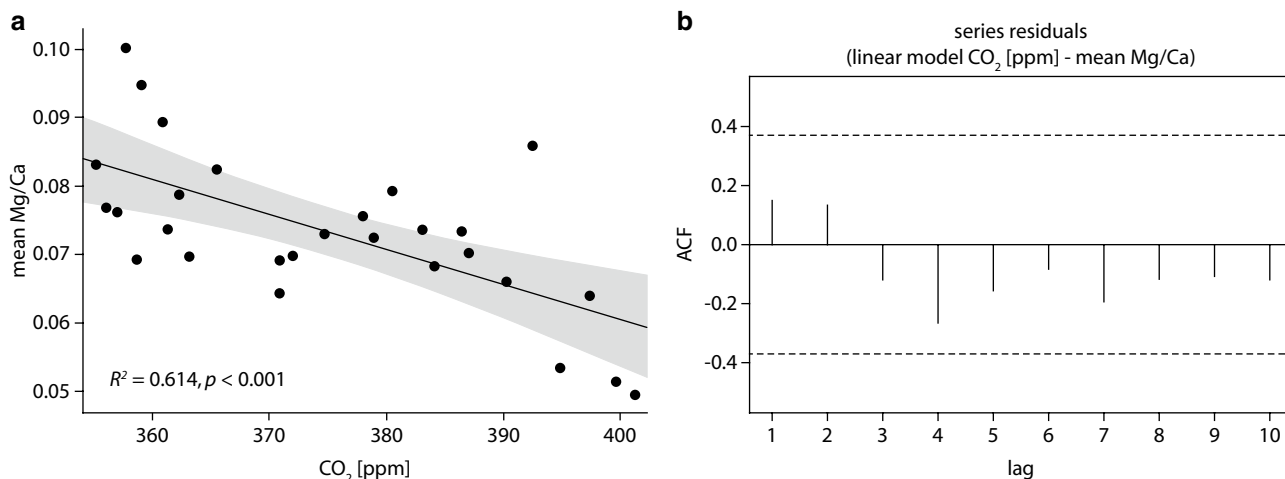 a
0.10
0.09
0.08
0.07
0.06
0.05
mean Mg/Ca
R² = 0.614, p < 0.001
360 370 380 390 400
CO₂ [ppm]
b
series residuals
(linear model CO₂ [ppm] - mean Mg/Ca)
0.4
0.2
0.0
-0.2
-0.4
ACF
1 2 3 4 5 6 7 8 9 10
lag